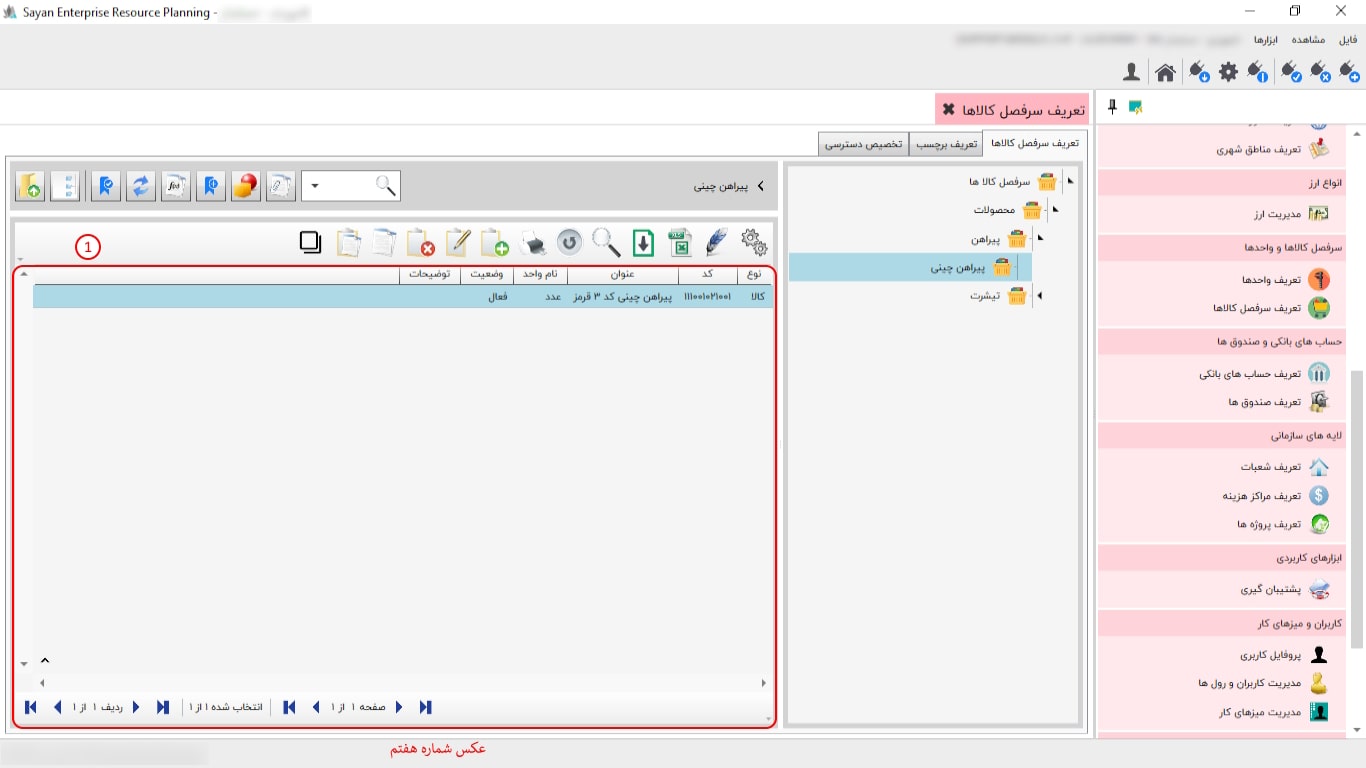 Sayan Enterprise Resource Planning -
فایل مشاهده ابزارها
تعریف سرفصل کالاها
تعریف سرفصل کالاها
تعریف برچسب
تخصیص دسترسی
پیراهن چینی
f(x)
1
نوع کد عنوان نام واحد وضعیت توضیحات
کالا ۱۱۱۰۰۱۰۲۱۰۰۱ پیراهن چینی کد ۳ قرمز عدد فعال
صفحه ۱ از ۱
انتخاب شده ۱ از ۱
ردیف ۱ از ۱
سرفصل کالا ها
محصولات
پیراهن
پیراهن چینی
تیشرت
تعریف مناطق شهری
انواع ارز
مدیریت ارز
سرفصل کالاها و واحدها
تعریف واحدها
تعریف سرفصل کالاها
حساب های بانکی و صندوق ها
تعریف حساب های بانکی
تعریف صندوق ها
لایه های سازمانی
تعریف شعبات
تعریف مراکز هزینه
تعریف پروژه ها
ابزارهای کاربردی
پشتیبان گیری
کاربران و میزهای کار
پروفایل کاربری
مدیریت کاربران و رول ها
مدیریت میزهای کار
عکس شماره هفتم